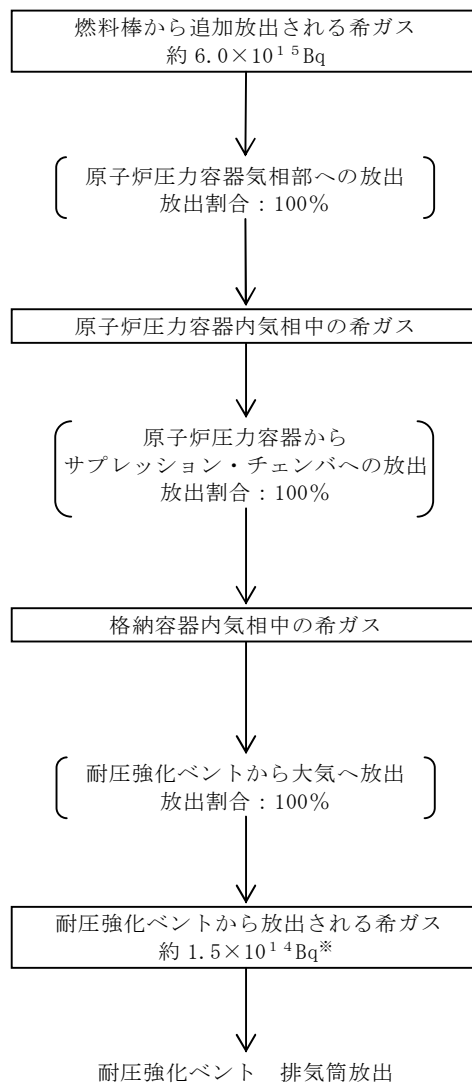 燃料棒から追加放出される希ガス
約 6.0×10¹⁵Bq
原子炉圧力容器気相部への放出
放出割合：100%
原子炉圧力容器内気相中の希ガス
原子炉圧力容器から
サプレッション・チェンバへの放出
放出割合：100%
格納容器内気相中の希ガス
耐圧強化ベントから大気へ放出
放出割合：100%
耐圧強化ベントから放出される希ガス
約 1.5×10¹⁴Bq※
耐圧強化ベント　排気筒放出